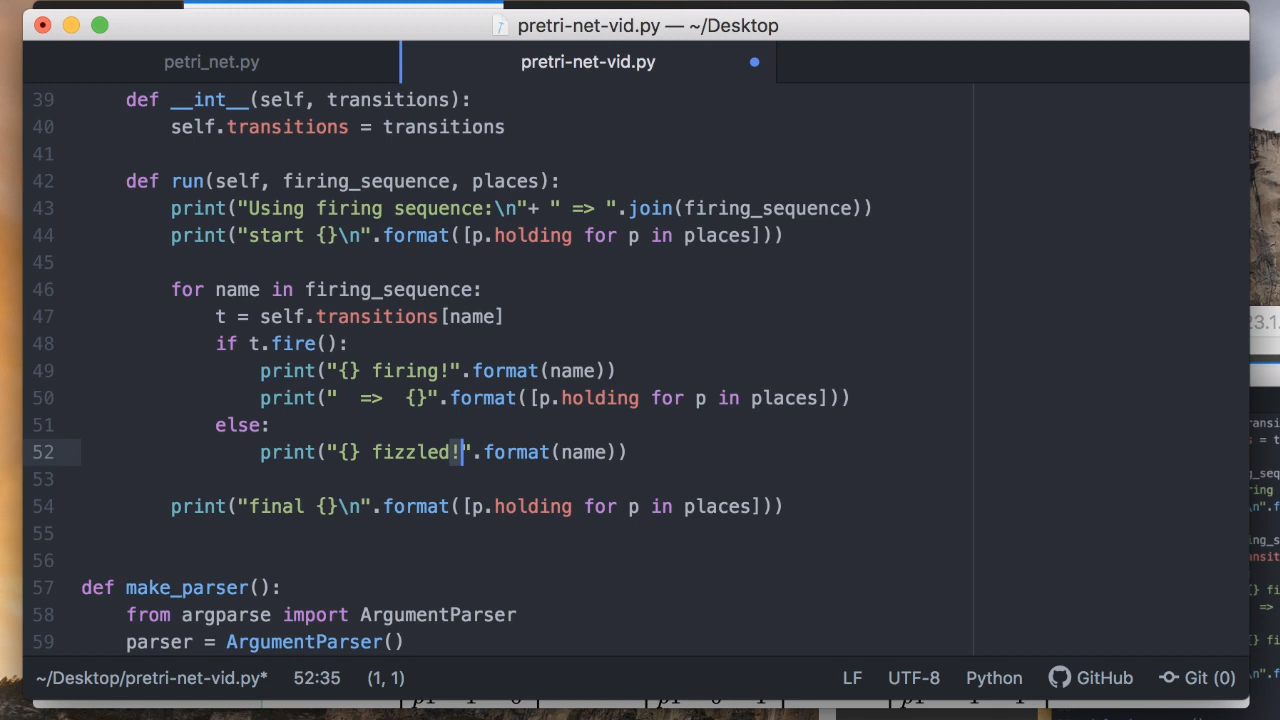 pretri-net-vid.py — ~/Desktop
petri_net.py
pretri-net-vid.py
39 def __int__(self, transitions):
40 self.transitions = transitions
41
42 def run(self, firing_sequence, places):
43 print("Using firing sequence:\n"+ " => ".join(firing_sequence))
44 print("start {}\n".format([p.holding for p in places]))
45
46 for name in firing_sequence:
47 t = self.transitions[name]
48 if t.fire():
49 print("{} firing!".format(name))
50 print("  =>  {}".format([p.holding for p in places]))
51 else:
52 print("{} fizzled!".format(name))
53
54 print("final {}\n".format([p.holding for p in places]))
55
56
57 def make_parser():
58 from argparse import ArgumentParser
59 parser = ArgumentParser()
~/Desktop/pretri-net-vid.py* 52:35 (1, 1) LF UTF-8 Python GitHub Git (0)